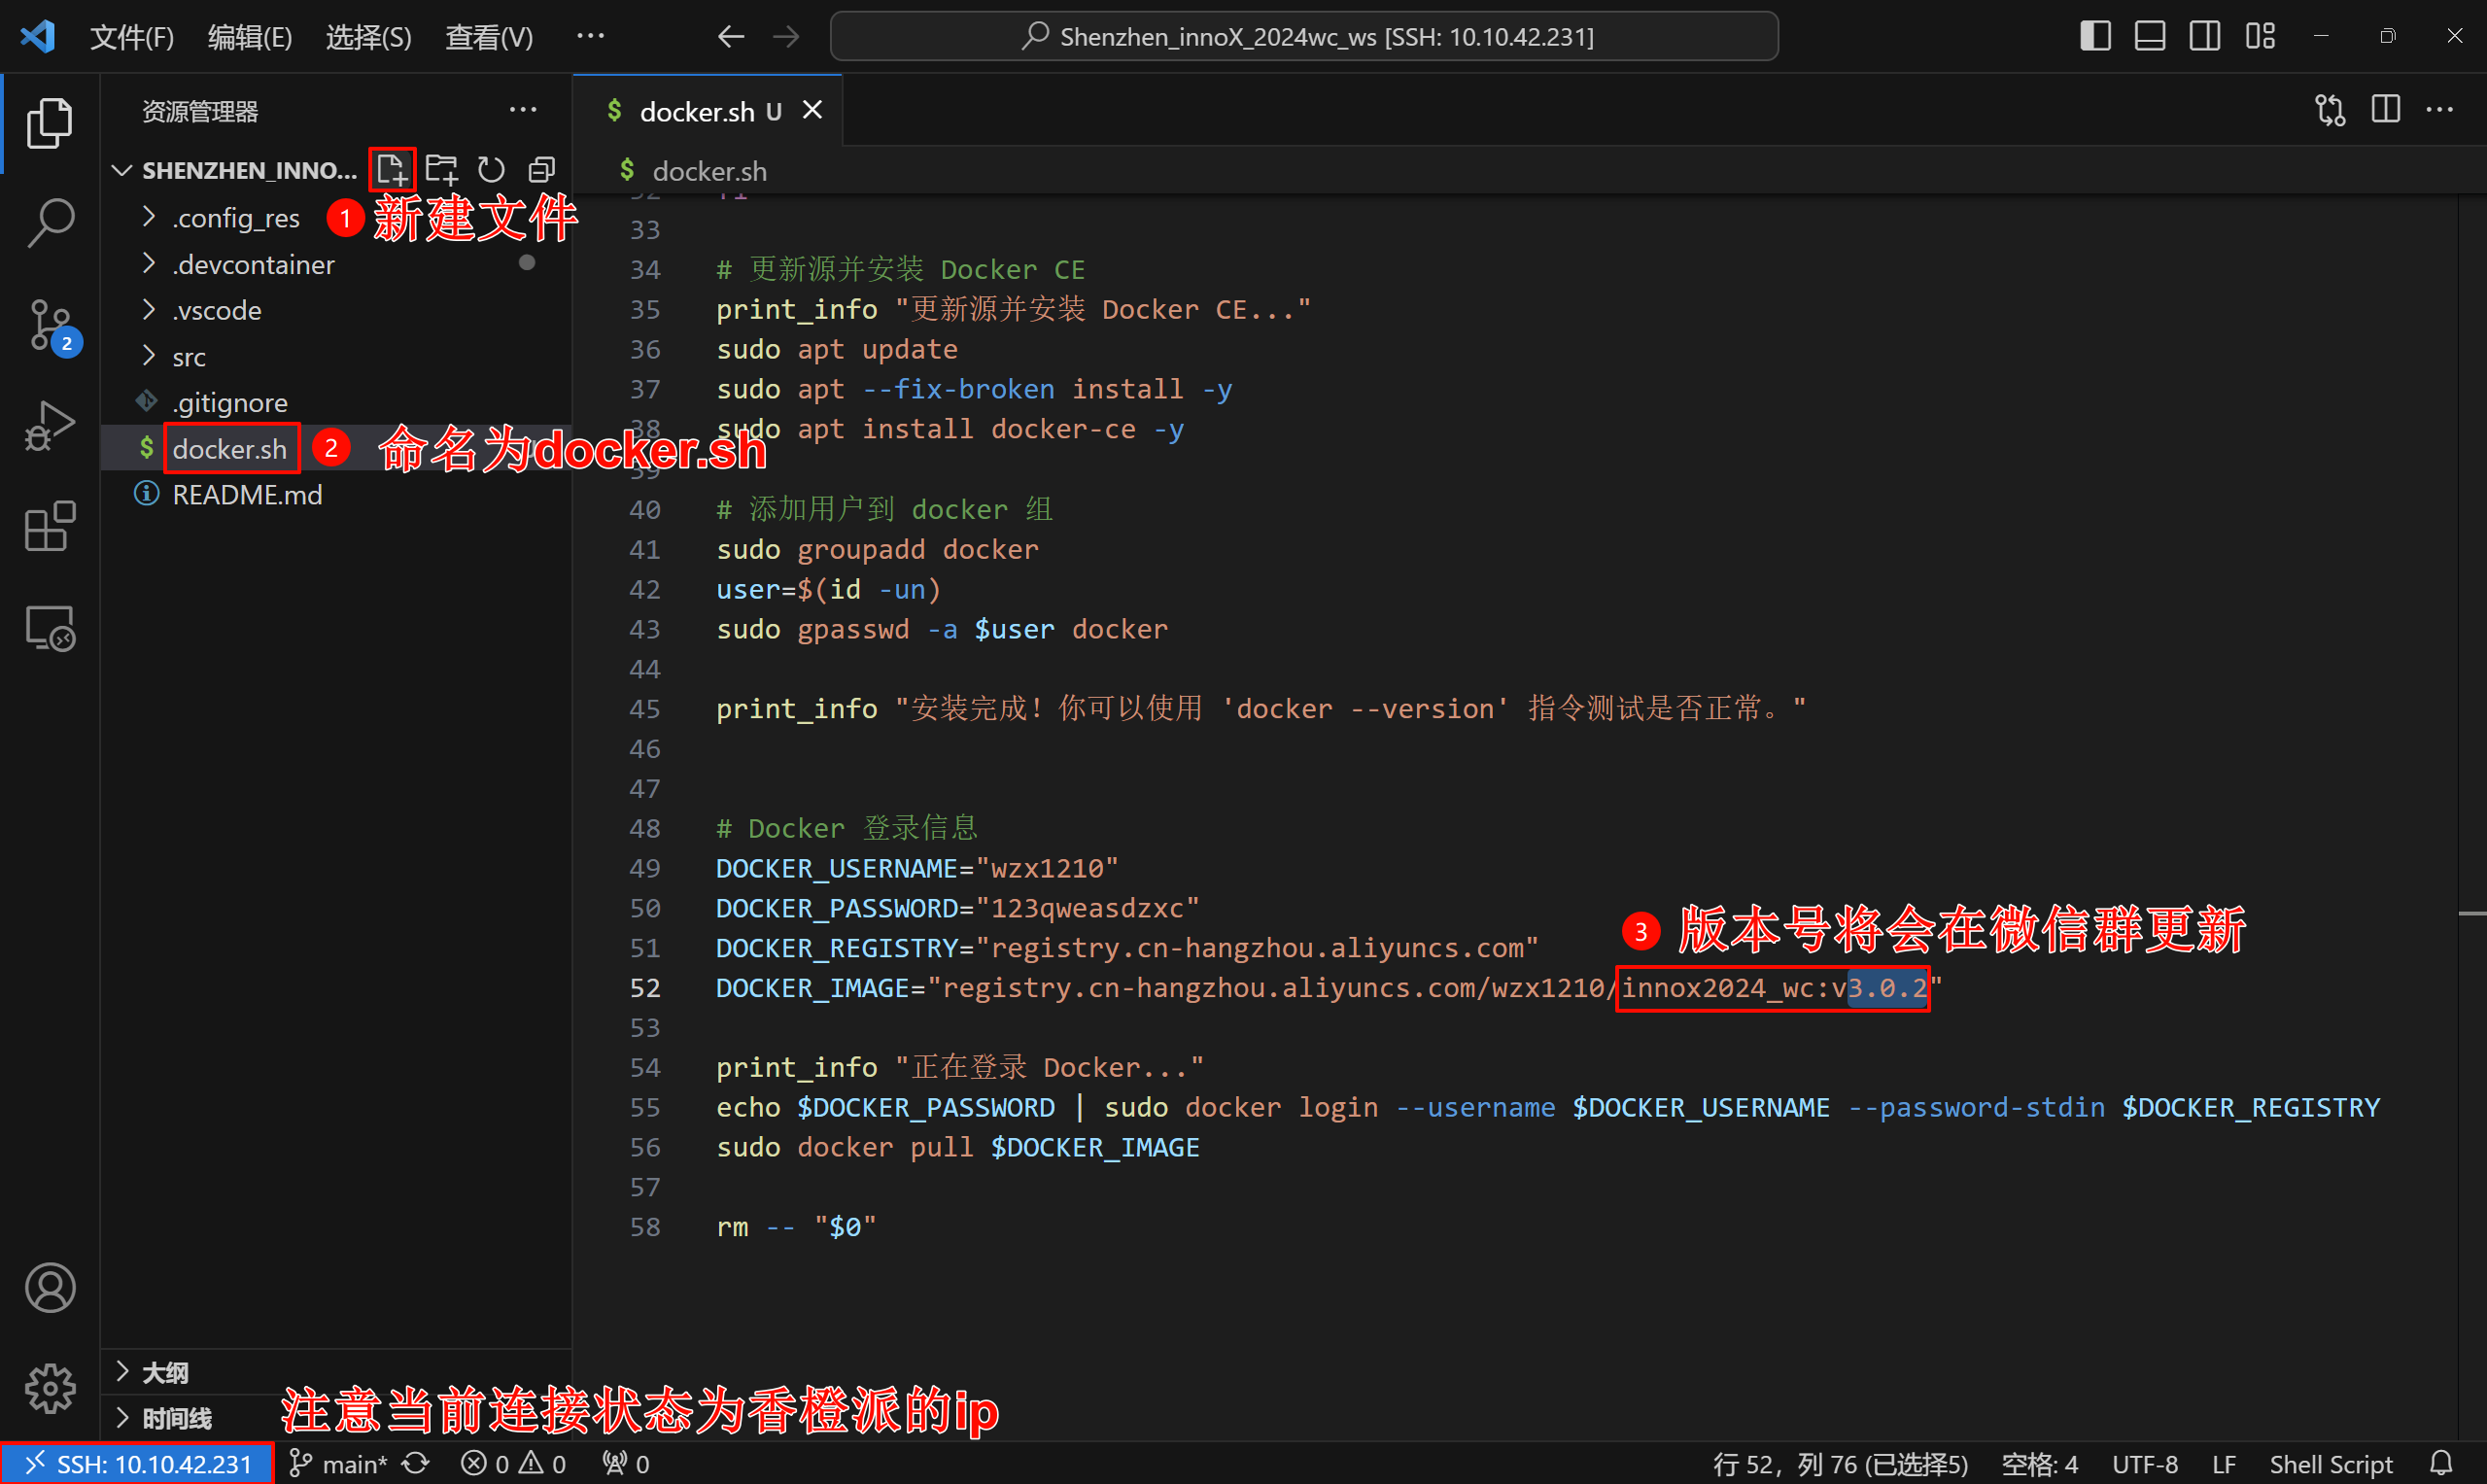 文件(F) 编辑(E) 选择(S) 查看(V) ··· Shenzhen_innoX_2024wc_ws [SSH: 10.10.42.231]
资源管理器 ···
SHENZHEN_INNO...
.config_res
1 新建文件
.devcontainer
.vscode
src
.gitignore
$ docker.sh
2 命名为docker.sh
README.md
大纲
时间线
$ docker.sh U
$ docker.sh
33
34 # 更新源并安装 Docker CE
35 print_info "更新源并安装 Docker CE..."
36 sudo apt update
37 sudo apt --fix-broken install -y
38 sudo apt install docker-ce -y
39
40 # 添加用户到 docker 组
41 sudo groupadd docker
42 user=$(id -un)
43 sudo gpasswd -a $user docker
44
45 print_info "安装完成！你可以使用 'docker --version' 指令测试是否正常。"
46
47
48 # Docker 登录信息
49 DOCKER_USERNAME="wzx1210"
50 DOCKER_PASSWORD="123qweasdzxc"
51 DOCKER_REGISTRY="registry.cn-hangzhou.aliyuncs.com"
3 版本号将会在微信群更新
52 DOCKER_IMAGE="registry.cn-hangzhou.aliyuncs.com/wzx1210/innox2024_wc:v3.0.2"
53
54 print_info "正在登录 Docker..."
55 echo $DOCKER_PASSWORD | sudo docker login --username $DOCKER_USERNAME --password-stdin $DOCKER_REGISTRY
56 sudo docker pull $DOCKER_IMAGE
57
58 rm -- "$0"
2
注意当前连接状态为香橙派的ip
SSH: 10.10.42.231 main* 0 0 0 行 52，列 76 (已选择5) 空格: 4 UTF-8 LF Shell Script